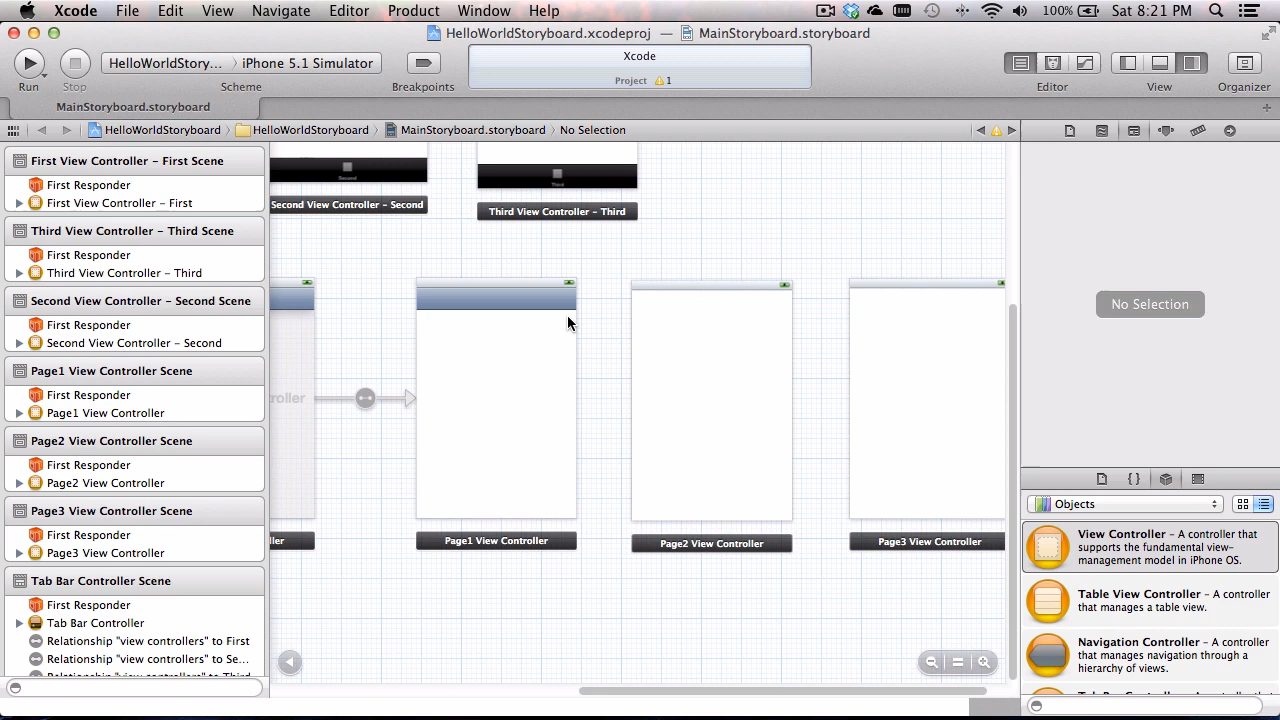 Xcode File Edit View Navigate Editor Product Window Help 100% Sat 8:21 PM
HelloWorldStoryboard.xcodeproj — MainStoryboard.storyboard
HelloWorldStory... iPhone 5.1 Simulator
Xcode
Project 1
Run Stop Scheme Breakpoints Editor View Organizer
MainStoryboard.storyboard
HelloWorldStoryboard HelloWorldStoryboard MainStoryboard.storyboard No Selection
First View Controller – First Scene
First Responder
First View Controller – First
Third View Controller – Third Scene
First Responder
Third View Controller – Third
Second View Controller – Second Scene
First Responder
Second View Controller – Second
Page1 View Controller Scene
First Responder
Page1 View Controller
Page2 View Controller Scene
First Responder
Page2 View Controller
Page3 View Controller Scene
First Responder
Page3 View Controller
Tab Bar Controller Scene
First Responder
Tab Bar Controller
Relationship "view controllers" to First
Relationship "view controllers" to Se...
Second
Third
Second View Controller – Second
Third View Controller – Third
roller
ller
Page1 View Controller
Page2 View Controller
Page3 View Controller
No Selection
Objects
View Controller – A controller that supports the fundamental view-
management model in iPhone OS.
Table View Controller – A controller
that manages a table view.
Navigation Controller – A controller
that manages navigation through a
hierarchy of views.